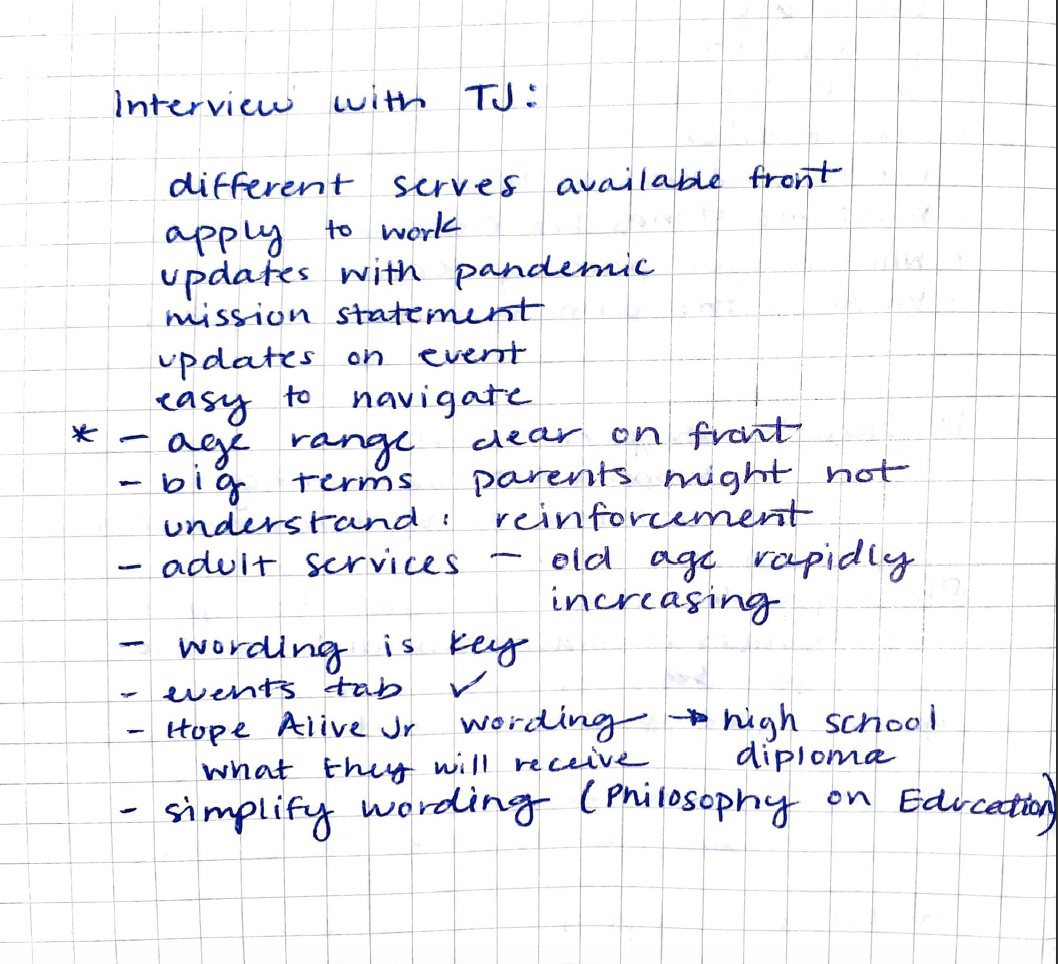 Interview with TJ:
different serves available front
apply to work
updates with pandemic
mission statement
updates on event
easy to navigate
* - age range clear on front
- big terms parents might not
understand: reinforcement
- adult services - old age rapidly
increasing
- wording is key
- events tab ✓
- Hope Alive Jr wording → high school
what they will receive diploma
- simplify wording (Philosophy on Education)